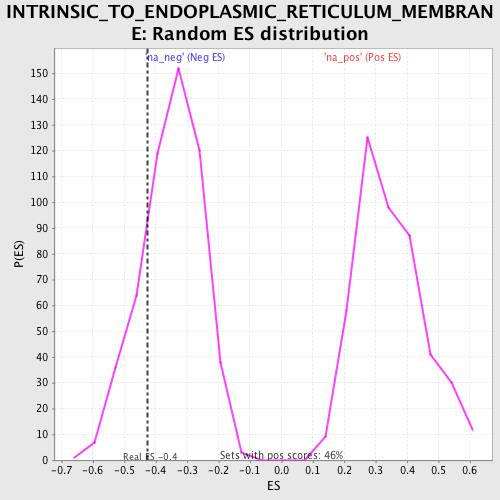 INTRINSIC_TO_ENDOPLASMIC_RETICULUM_MEMBRAN
E: Random ES distribution
'na_neg' (Neg ES) 'na_pos' (Pos ES)
150
140
130
120
110
100
90
80
70
60
50
40
30
20
10
0
P(ES)
Real ES -0.4 Sets with pos scores: 46%
-0.7 -0.6 -0.5 -0.4 -0.3 -0.2 -0.1 0.0 0.1 0.2 0.3 0.4 0.5 0.6
ES